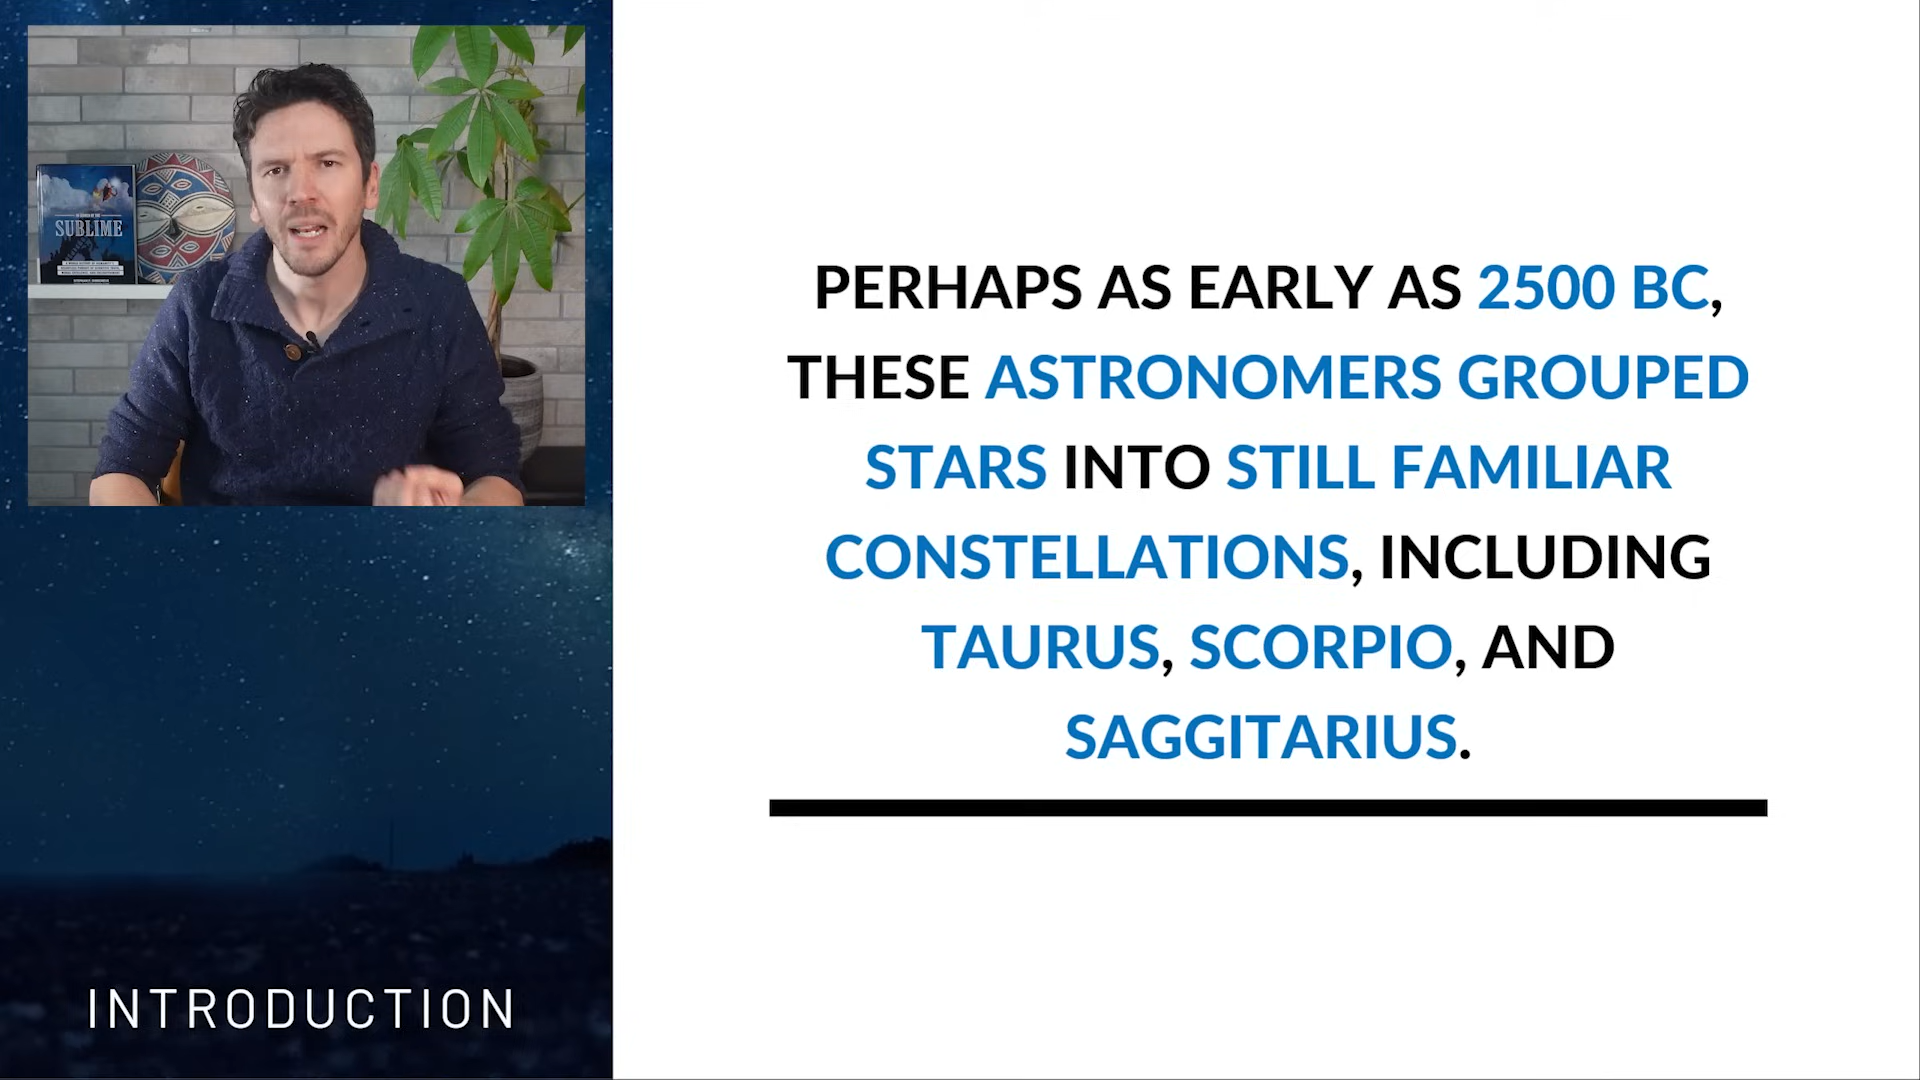 SUBLIME
INTRODUCTION
PERHAPS AS EARLY AS 2500 BC,
THESE ASTRONOMERS GROUPED
STARS INTO STILL FAMILIAR
CONSTELLATIONS, INCLUDING
TAURUS, SCORPIO, AND
SAGGITARIUS.